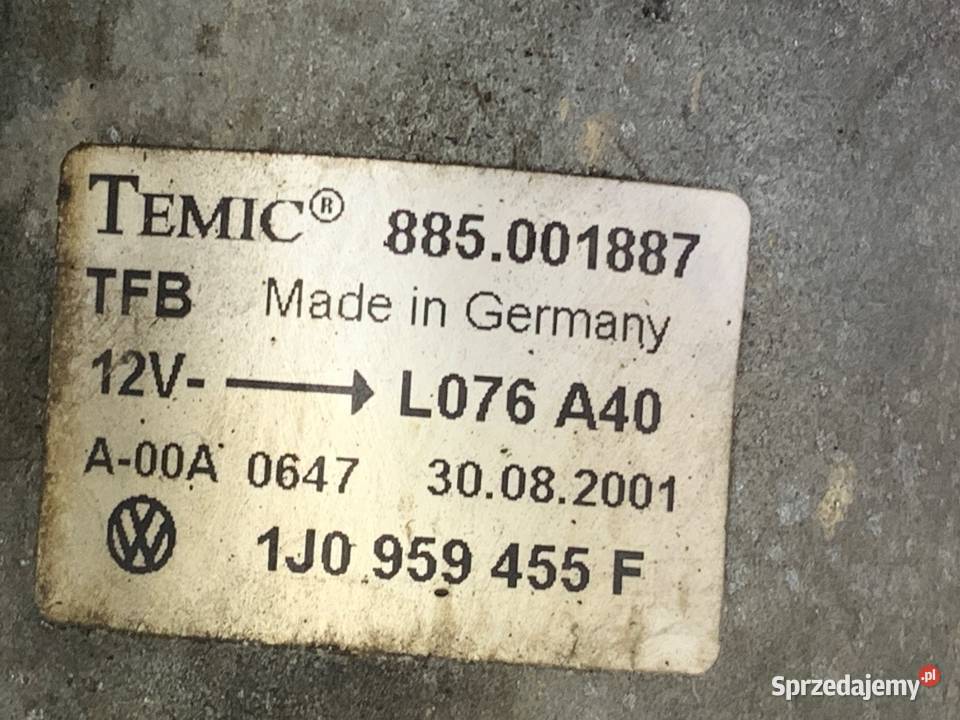 TEMIC® 885.001887
TFB Made in Germany
12V- → L076 A40
A-00A 0647 30.08.2001
VW 1J0 959 455 F
Sprzedajemy.pl